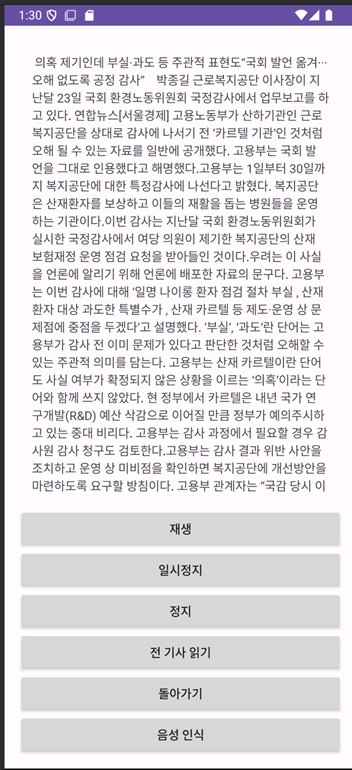 1:30
의혹 제기인데 부실·과도 등 주관적 표현도“국회 발언 옮겨…
오해 없도록 공정 감사”    박종길 근로복지공단 이사장이 지
난달 23일 국회 환경노동위원회 국정감사에서 업무보고를 하
고 있다. 연합뉴스[서울경제] 고용노동부가 산하기관인 근로
복지공단을 상대로 감사에 나서기 전 ‘카르텔 기관’인 것처럼
오해 될 수 있는 자료를 일반에 공개했다. 고용부는 국회 발
언을 그대로 인용했다고 해명했다.고용부는 1일부터 30일까
지 복지공단에 대한 특정감사에 나선다고 밝혔다. 복지공단
은 산재환자를 보상하고 이들의 재활을 돕는 병원들을 운영
하는 기관이다.이번 감사는 지난달 국회 환경노동위원회가
실시한 국정감사에서 여당 의원이 제기한 복지공단의 산재
보험재정 운영 점검 요청을 받아들인 것이다.우려는 이 사실
을 언론에 알리기 위해 언론에 배포한 자료의 문구다. 고용부
는 이번 감사에 대해 ‘일명 나이롱 환자 점검 절차 부실 , 산재
환자 대상 과도한 특별수가 , 산재 카르텔 등 제도·운영 상 문
제점에 중점을 두겠다’고 설명했다. ‘부실’, ‘과도’란 단어는 고
용부가 감사 전 이미 문제가 있다고 판단한 것처럼 오해할 수
있는 주관적 의미를 담는다. 고용부는 산재 카르텔이란 단어
도 사실 여부가 확정되지 않은 상황을 이르는 ‘의혹’이라는 단
어와 함께 쓰지 않았다. 현 정부에서 카르텔은 내년 국가 연
구개발(R&D) 예산 삭감으로 이어질 만큼 정부가 예의주시하
고 있는 중대 비리다. 고용부는 감사 과정에서 필요할 경우 감
사원 감사 청구도 검토한다.고용부는 감사 결과 위반 사안을
조치하고 운영 상 미비점을 확인하면 복지공단에 개선방안을
마련하도록 요구할 방침이다. 고용부 관계자는 “국감 당시 이
재생
일시정지
정지
전 기사 읽기
돌아가기
음성 인식